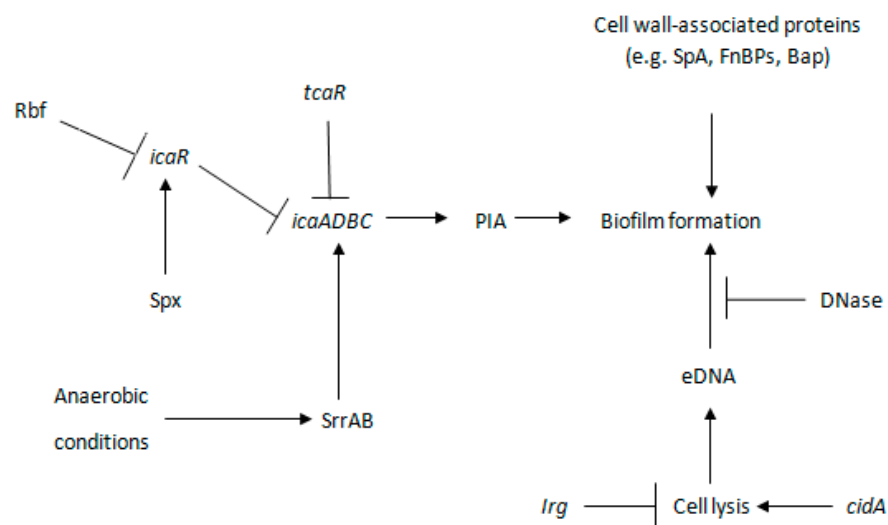 Cell wall-associated proteins
(e.g. SpA, FnBPs, Bap)
tcaR
Rbf
icaR
icaADBC
PIA
Biofilm formation
Spx
DNase
eDNA
Anaerobic
conditions
SrrAB
Irg
Cell lysis
cidA